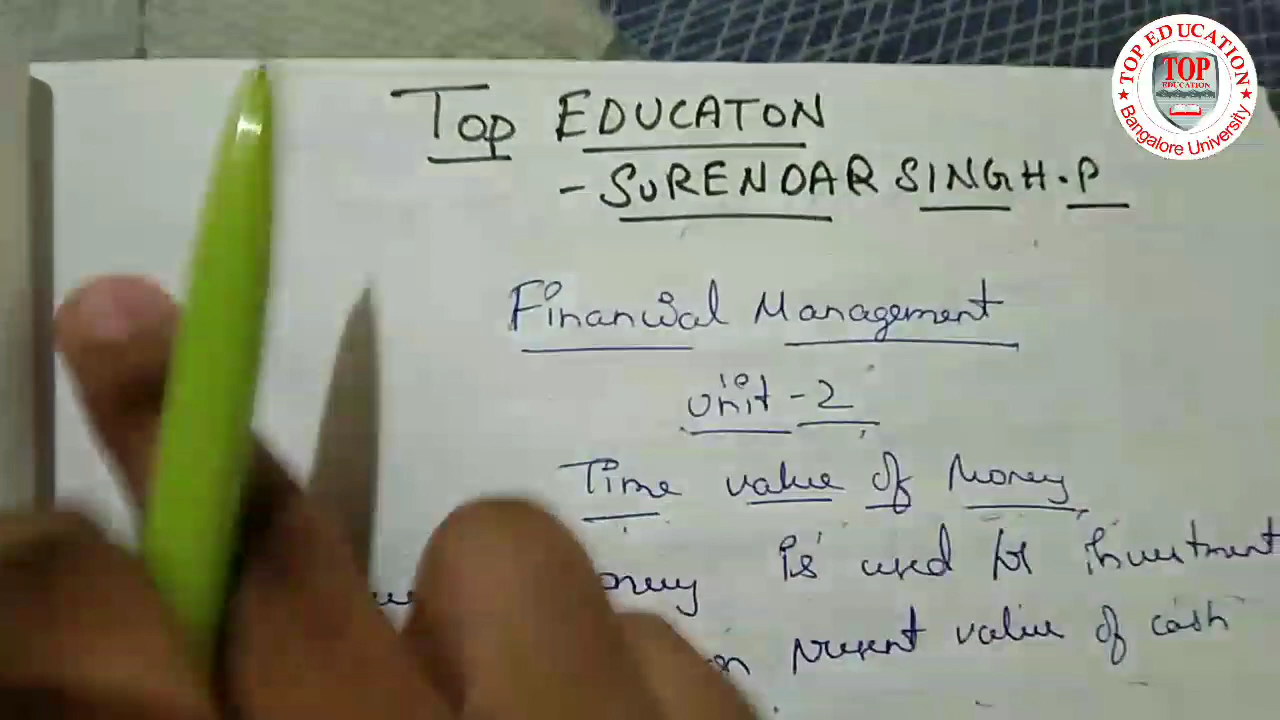 TOP EDUCATION
TOP
EDUCATION
Bangalore University
TOP EDUCATON
- SURENDAR SINGH.P
Financial Management
Unit - 2
Time value of Money
is used for investment
present value of cash